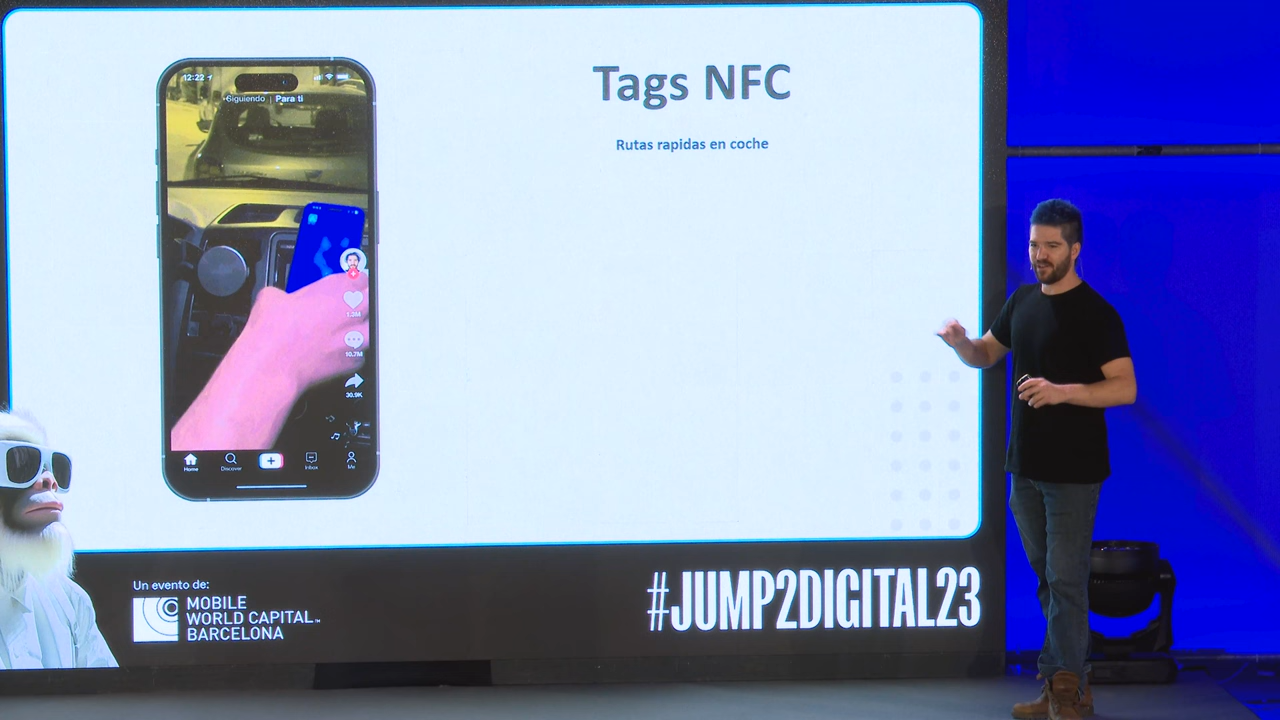 Tags NFC
Rutas rapidas en coche
12:22
Siguiendo | Para ti
1.3M
10.7M
30.9K
Home
Discover
Inbox
Me
Un evento de:
MOBILE
WORLD CAPITAL™
BARCELONA
#JUMP2DIGITAL23